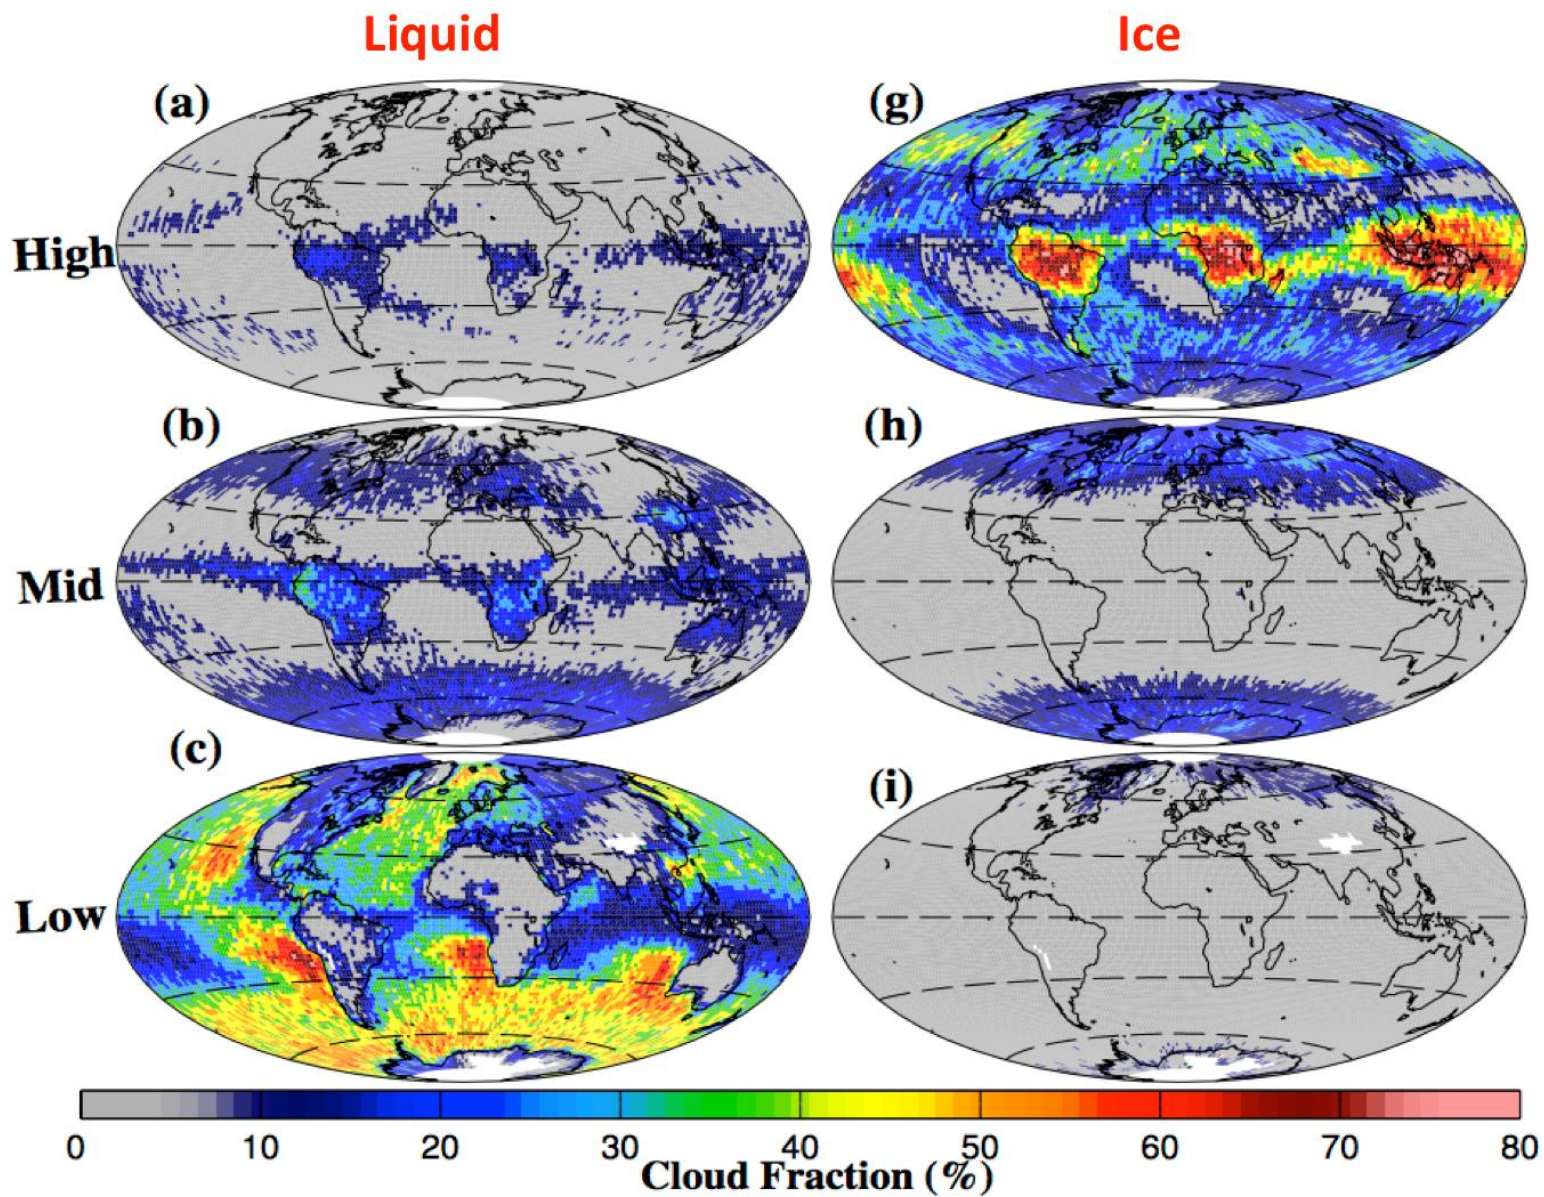 Liquid Ice
(a) (g)
High
(b) (h)
Mid
(c) (i)
Low
0 10 20 30 40 50 60 70 80
Cloud Fraction (%)